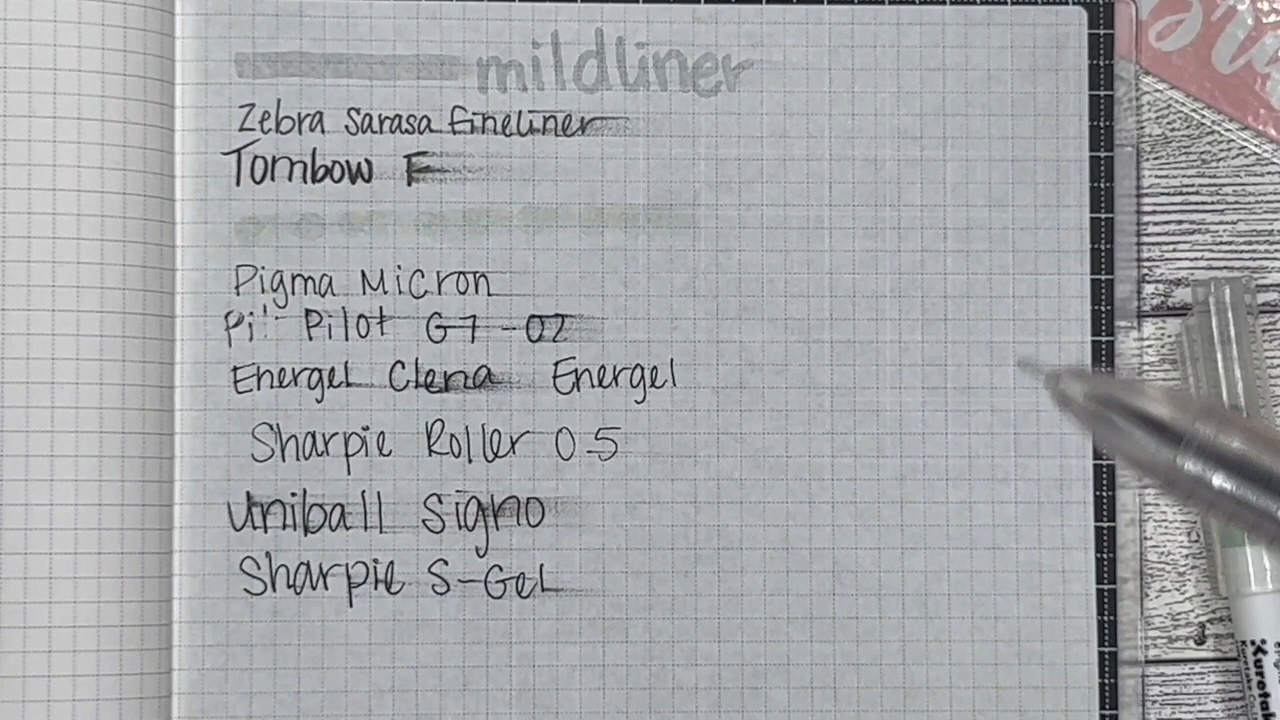 mildliner
Zebra Sarasa fineliner
Tombow F
Pigma Micron
Pi Pilot G7-02
Energel Clena Energel
Sharpie Roller 0.5
Uniball Signo
Sharpie S-Gel
Kuretake